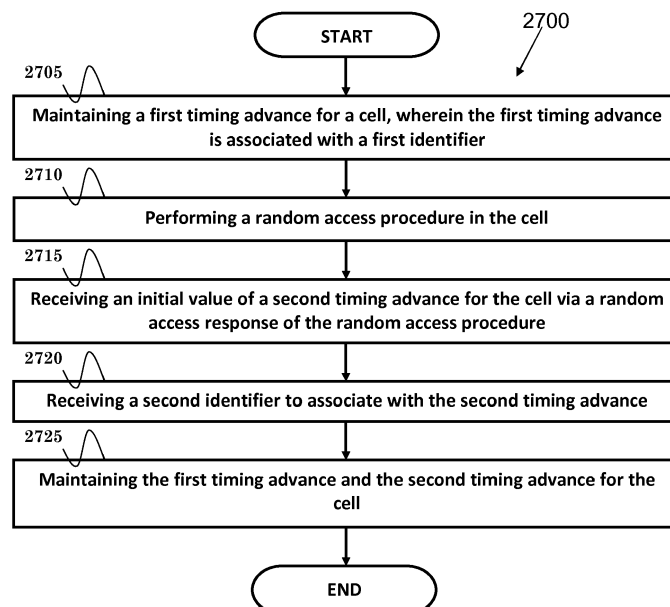 START
2700
2705
Maintaining a first timing advance for a cell, wherein the first timing advance
is associated with a first identifier
2710
Performing a random access procedure in the cell
2715
Receiving an initial value of a second timing advance for the cell via a random
access response of the random access procedure
2720
Receiving a second identifier to associate with the second timing advance
2725
Maintaining the first timing advance and the second timing advance for the
cell
END